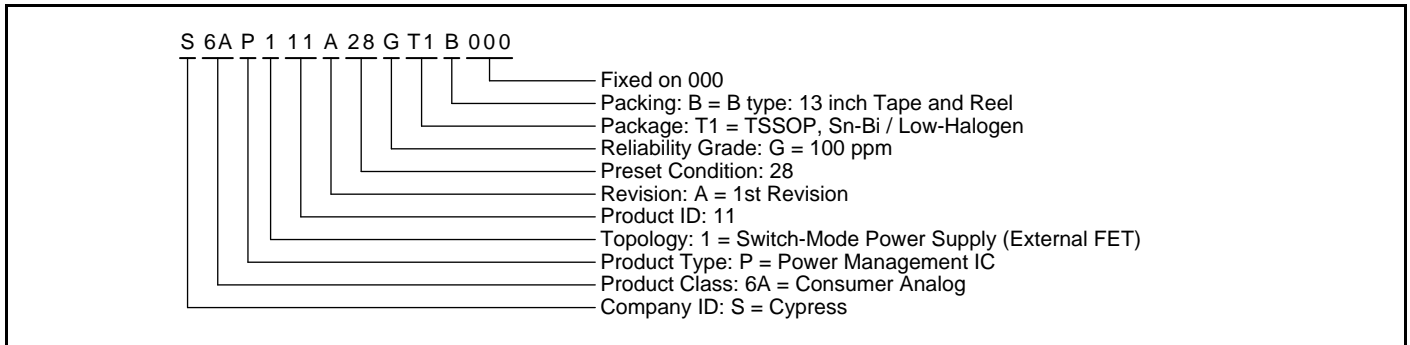 S 6A P 1 11 A 28 G T1 B 000
Fixed on 000
Packing: B = B type: 13 inch Tape and Reel
Package: T1 = TSSOP, Sn-Bi / Low-Halogen
Reliability Grade: G = 100 ppm
Preset Condition: 28
Revision: A = 1st Revision
Product ID: 11
Topology: 1 = Switch-Mode Power Supply (External FET)
Product Type: P = Power Management IC
Product Class: 6A = Consumer Analog
Company ID: S = Cypress